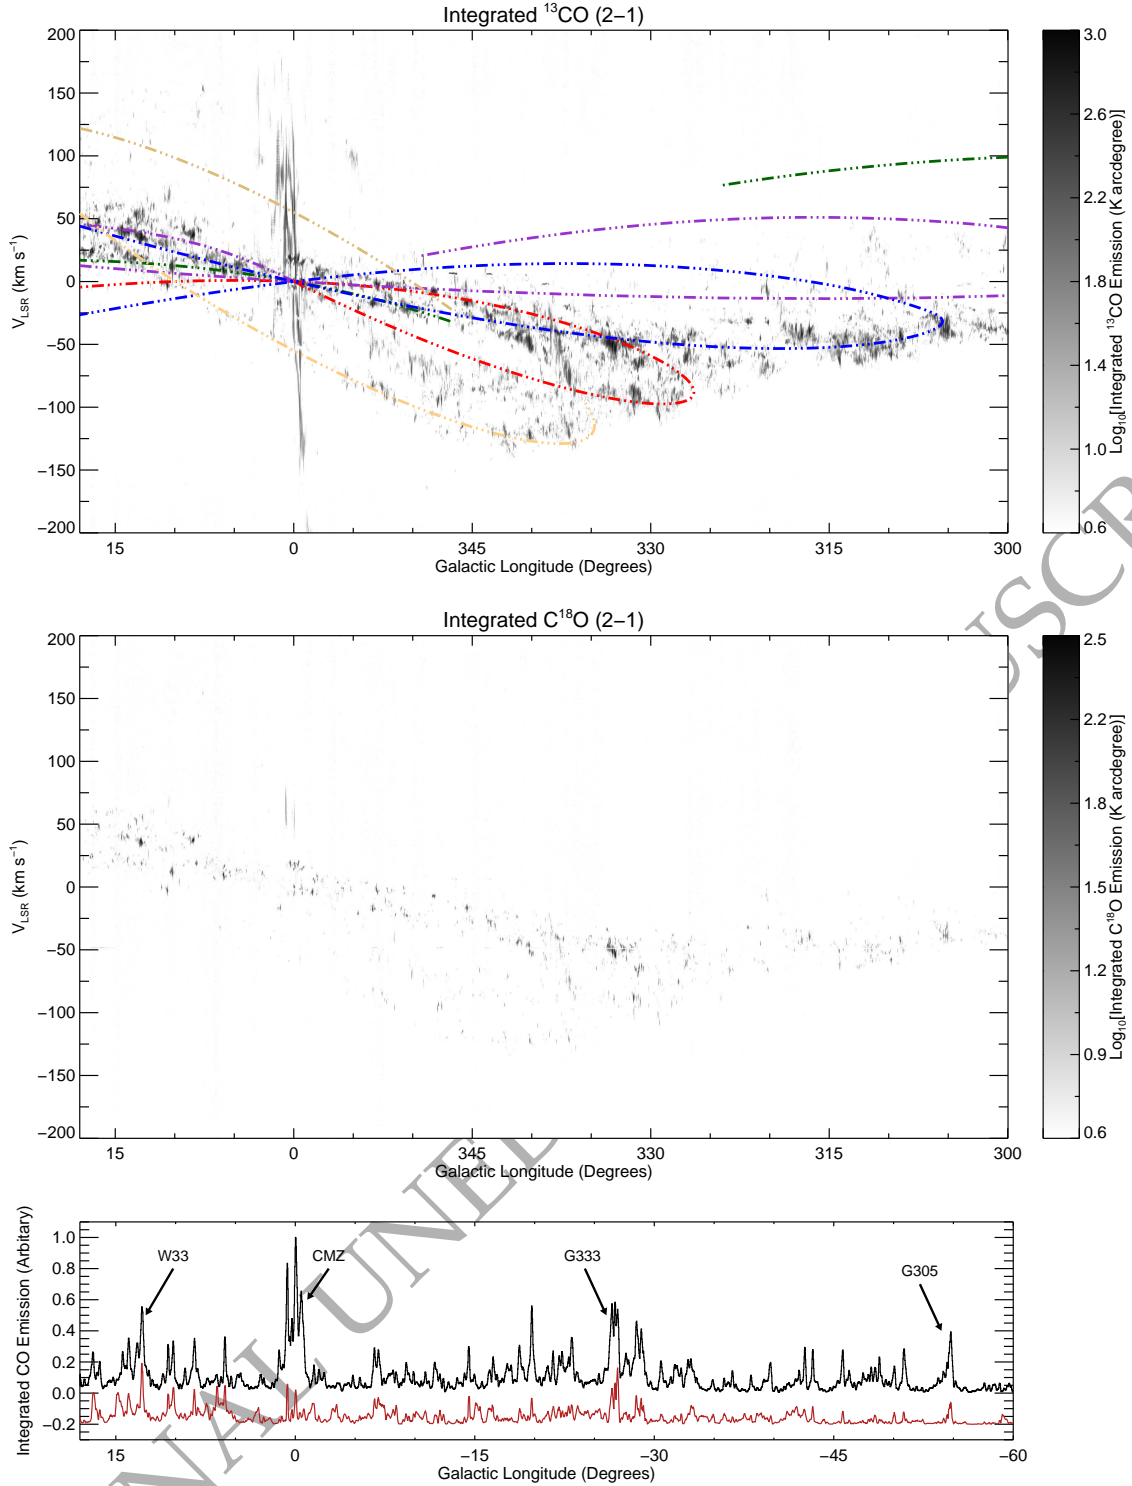 Integrated ¹³CO (2−1)
200
150
100
50
0
−50
−100
−150
−200
V_LSR (km s⁻¹)
15 0 345 330 315 300
Galactic Longitude (Degrees)
3.0
2.6
2.2
1.8
1.4
1.0
0.6
Log₁₀[Integrated ¹³CO Emission (K arcdegree)]
Integrated C¹⁸O (2−1)
200
150
100
50
0
−50
−100
−150
−200
V_LSR (km s⁻¹)
15 0 345 330 315 300
Galactic Longitude (Degrees)
2.5
2.2
1.8
1.5
1.2
0.9
0.6
Log₁₀[Integrated C¹⁸O Emission (K arcdegree)]
Integrated CO Emission (Arbitary)
1.0
0.8
0.6
0.4
0.2
0.0
−0.2
W33
CMZ
G333
G305
15 0 −15 −30 −45 −60
Galactic Longitude (Degrees)